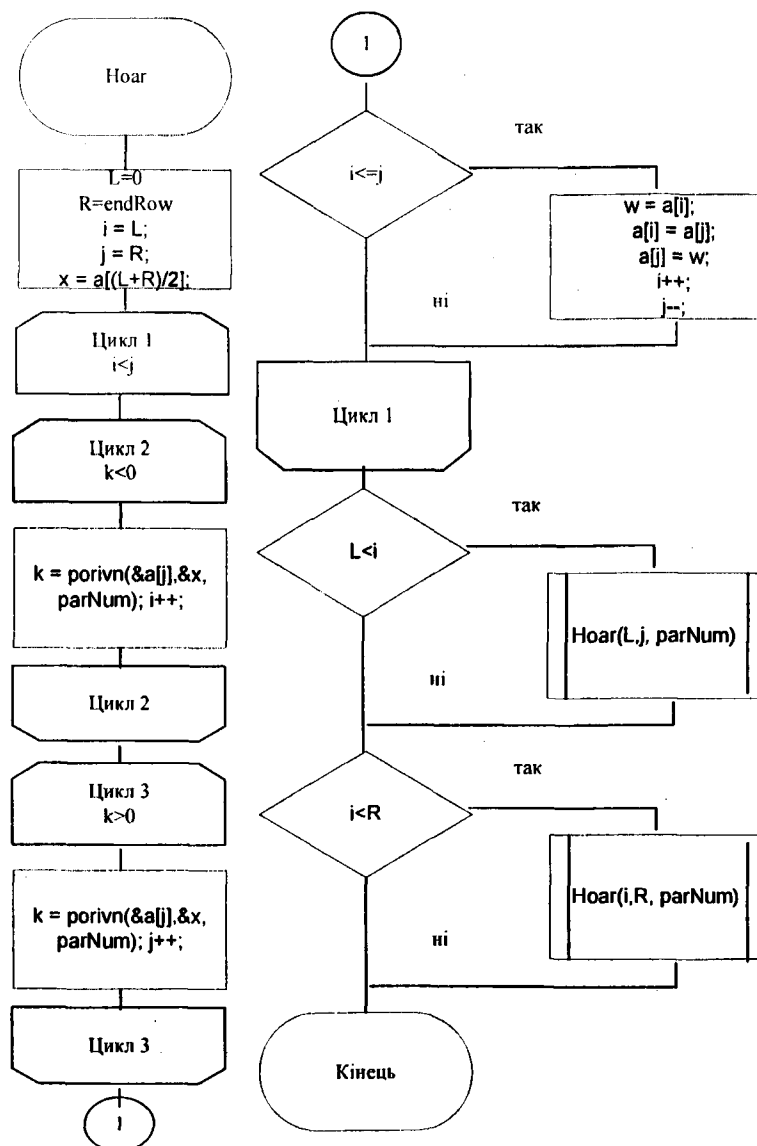 Hoar
L=0
R=endRow
i = L;
j = R;
x = a[(L+R)/2];
Цикл 1
i<j
Цикл 2
k<0
k = porivn(&a[j],&x,
parNum); i++;
Цикл 2
Цикл 3
k>0
k = porivn(&a[j],&x,
parNum); j++;
Цикл 3
1
1
i<=j
так
w = a[i];
a[i] = a[j];
a[j] = w;
i++;
j--;
ні
Цикл 1
L<i
так
Hoar(L,j, parNum)
ні
i<R
так
Hoar(i,R, parNum)
ні
Кінець